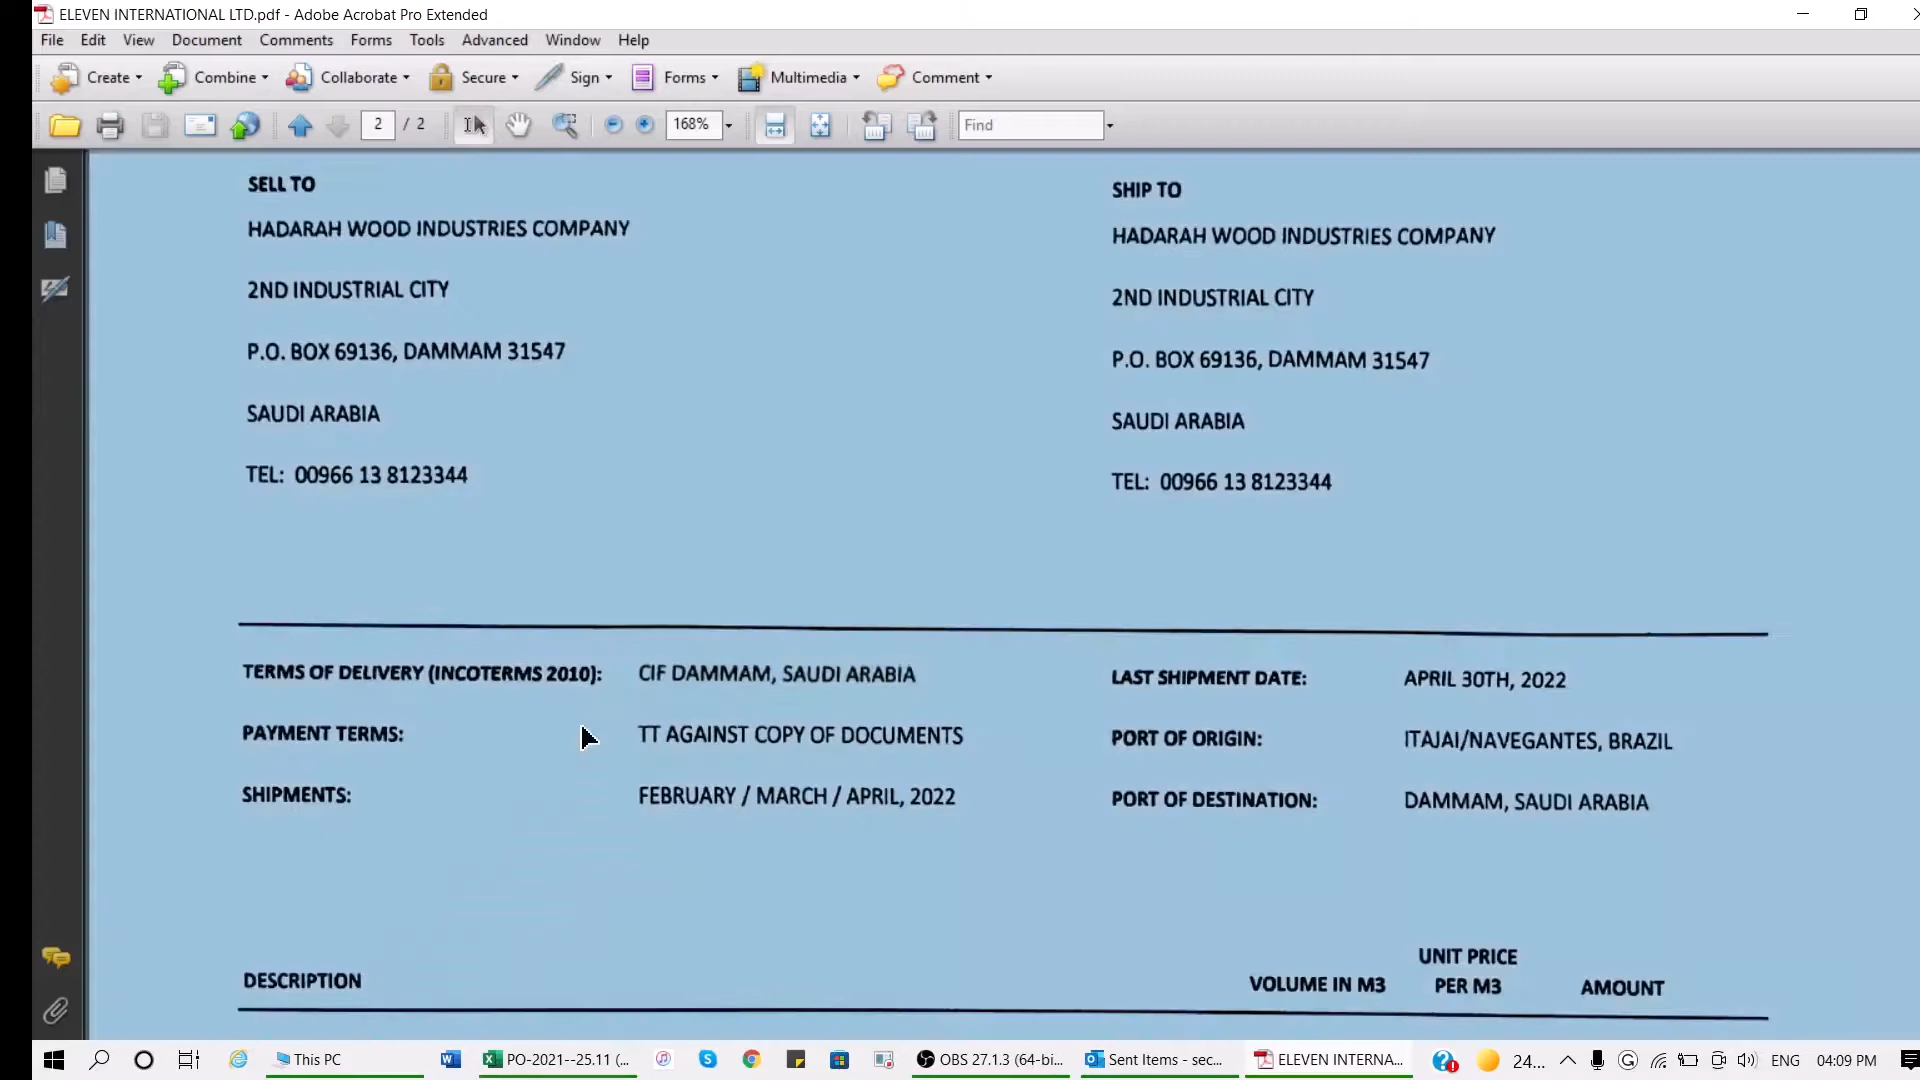 ELEVEN INTERNATIONAL LTD.pdf - Adobe Acrobat Pro Extended
File Edit View Document Comments Forms Tools Advanced Window Help
Create Combine Collaborate Secure Sign Forms Multimedia Comment
2 / 2 168% Find
SELL TO
HADARAH WOOD INDUSTRIES COMPANY
2ND INDUSTRIAL CITY
P.O. BOX 69136, DAMMAM 31547
SAUDI ARABIA
TEL: 00966 13 8123344
SHIP TO
HADARAH WOOD INDUSTRIES COMPANY
2ND INDUSTRIAL CITY
P.O. BOX 69136, DAMMAM 31547
SAUDI ARABIA
TEL: 00966 13 8123344
TERMS OF DELIVERY (INCOTERMS 2010): CIF DAMMAM, SAUDI ARABIA
PAYMENT TERMS: TT AGAINST COPY OF DOCUMENTS
SHIPMENTS: FEBRUARY / MARCH / APRIL, 2022
LAST SHIPMENT DATE: APRIL 30TH, 2022
PORT OF ORIGIN: ITAJAI/NAVEGANTES, BRAZIL
PORT OF DESTINATION: DAMMAM, SAUDI ARABIA
DESCRIPTION VOLUME IN M3 UNIT PRICE PER M3 AMOUNT
This PC PO-2021--25.11 (... OBS 27.1.3 (64-bi... Sent Items - sec... ELEVEN INTERNA... 24... ENG 04:09 PM